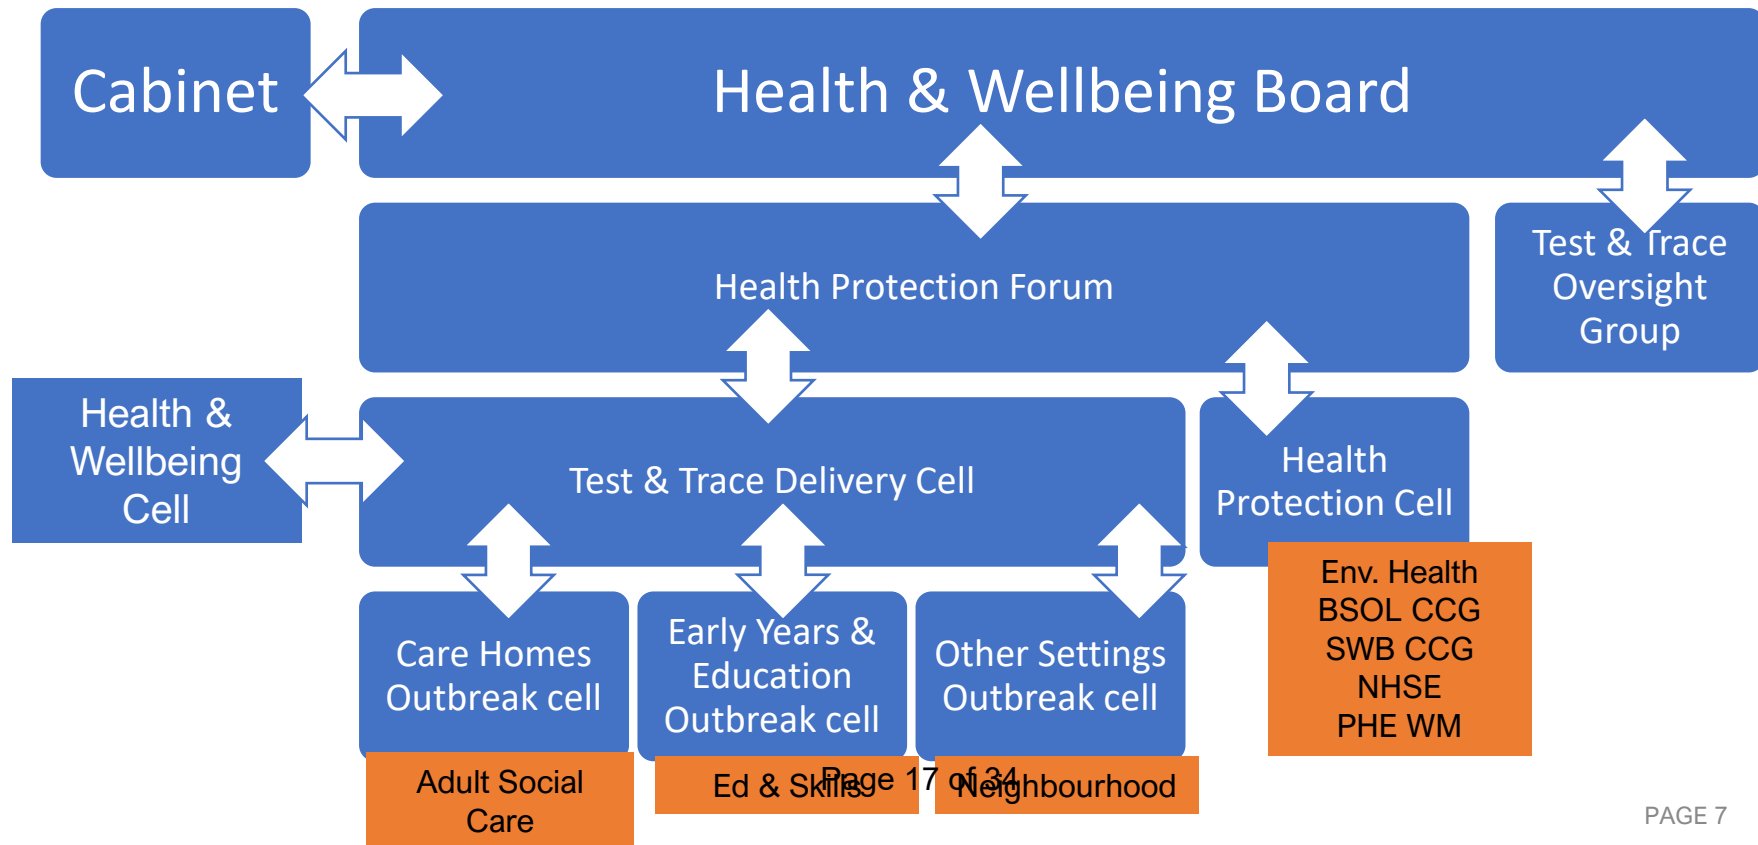 Cabinet
Health & Wellbeing Board
Health Protection Forum
Test & Trace
Oversight
Group
Health &
Wellbeing
Cell
Test & Trace Delivery Cell
Health
Protection Cell
Env. Health
BSOL CCG
SWB CCG
NHSE
PHE WM
Care Homes
Outbreak cell
Early Years &
Education
Outbreak cell
Other Settings
Outbreak cell
Adult Social
Care
Ed & Skills
Neighbourhood
Page 17 of 34
PAGE 7